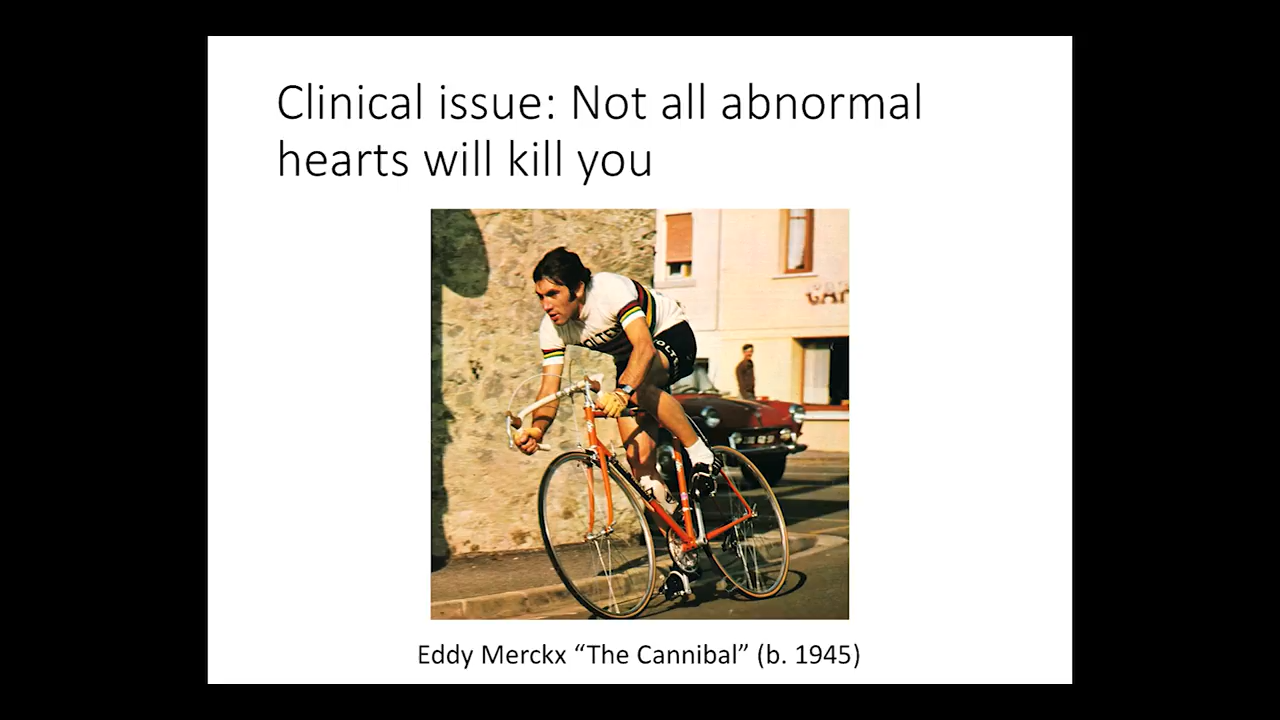 Clinical issue: Not all abnormal
hearts will kill you
Eddy Merckx “The Cannibal” (b. 1945)